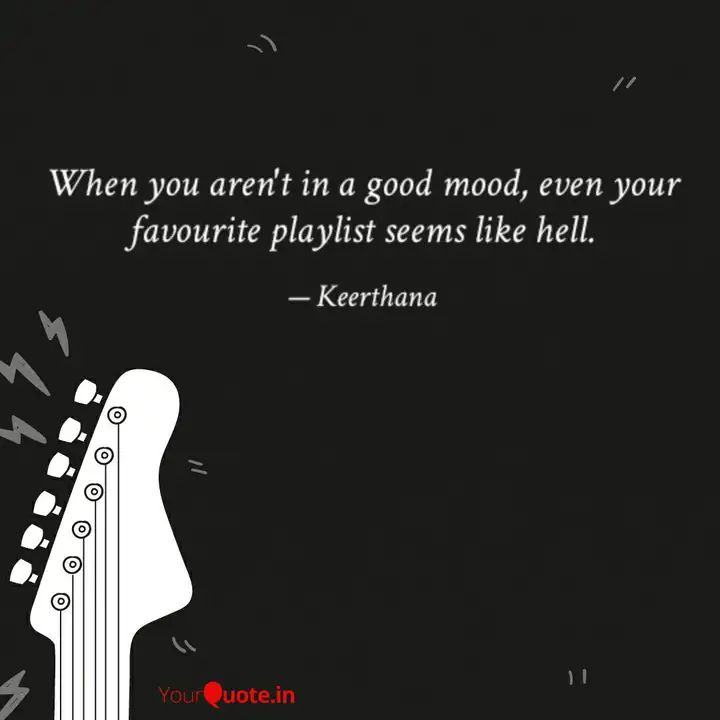 When you aren't in a good mood, even your
favourite playlist seems like hell.
— Keerthana
YourQuote.in